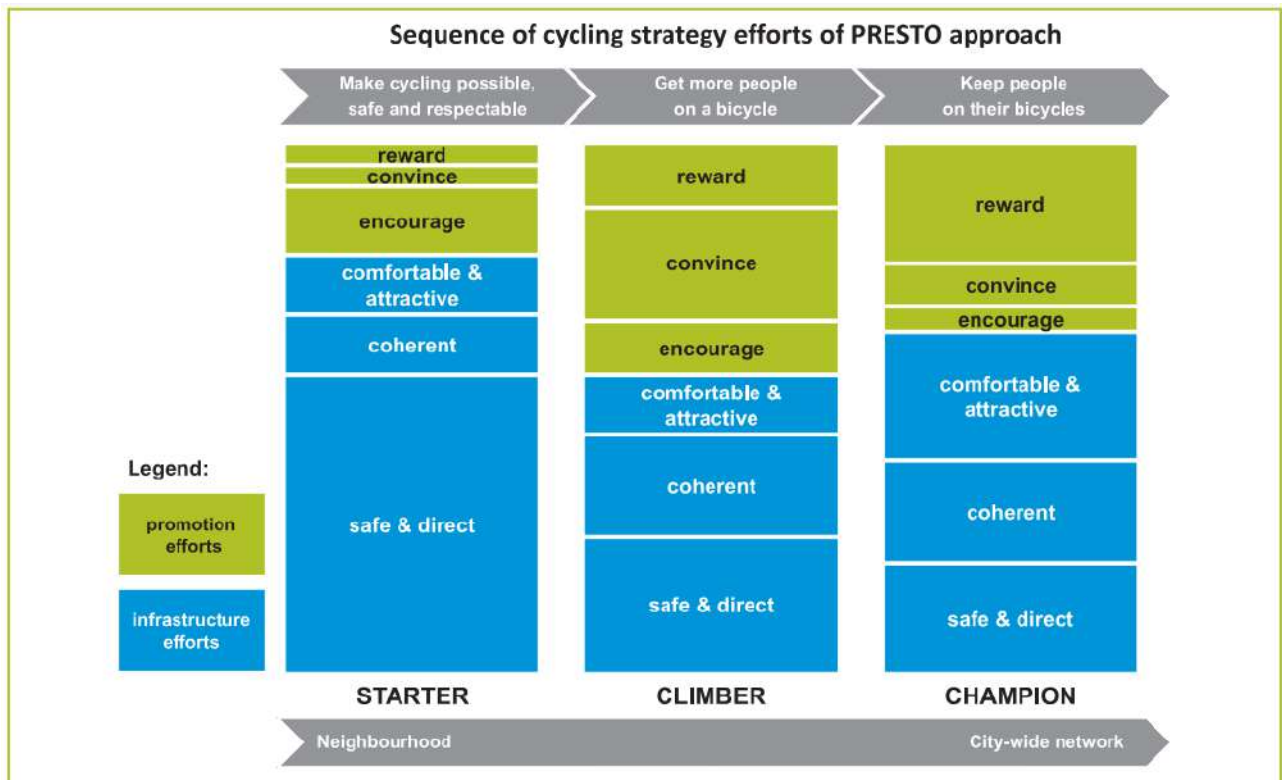 Sequence of cycling strategy efforts of PRESTO approach
Make cycling possible,
safe and respectable
Get more people
on a bicycle
Keep people
on their bicycles
reward
convince
encourage
comfortable &
attractive
coherent
safe & direct
reward
convince
encourage
comfortable &
attractive
coherent
safe & direct
reward
convince
encourage
comfortable &
attractive
coherent
safe & direct
Legend:
promotion
efforts
infrastructure
efforts
STARTER
CLIMBER
CHAMPION
Neighbourhood
City-wide network